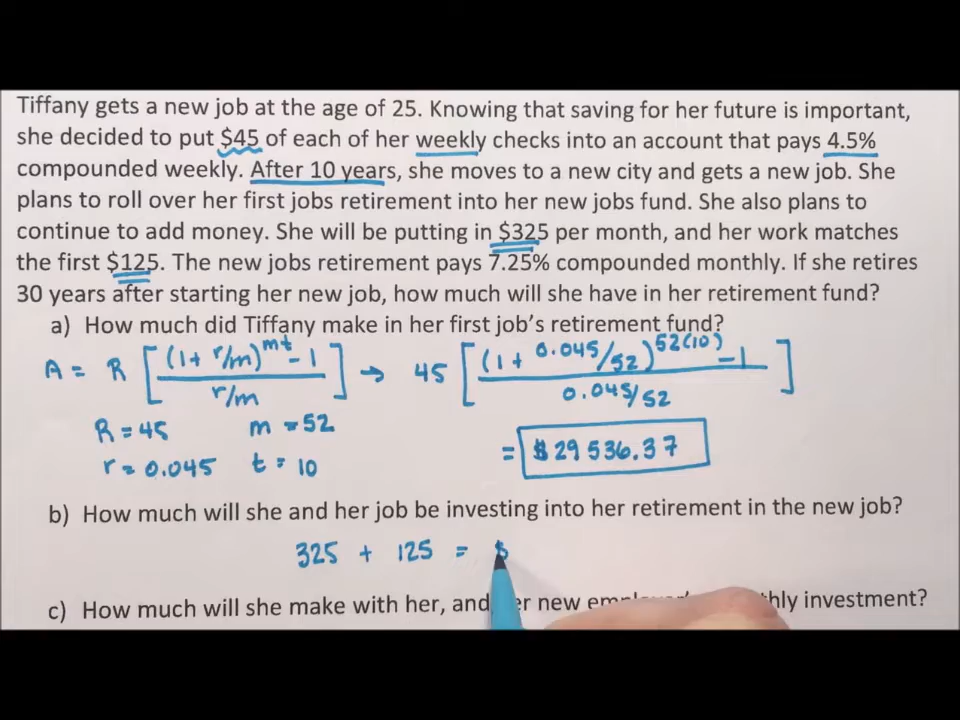 Tiffany gets a new job at the age of 25. Knowing that saving for her future is important,
she decided to put $45 of each of her weekly checks into an account that pays 4.5%
compounded weekly. After 10 years, she moves to a new city and gets a new job. She
plans to roll over her first jobs retirement into her new jobs fund. She also plans to
continue to add money. She will be putting in $325 per month, and her work matches
the first $125. The new jobs retirement pays 7.25% compounded monthly. If she retires
30 years after starting her new job, how much will she have in her retirement fund?
a) How much did Tiffany make in her first job's retirement fund?
A = R [ (1 + r/m)^mt - 1 / r/m ] → 45 [ (1 + 0.045/52)^52(10) - 1 / 0.045/52 ]
R = 45 m = 52
r = 0.045 t = 10
= $29536.37
b) How much will she and her job be investing into her retirement in the new job?
325 + 125 = $
c) How much will she make with her, and her new employer's monthly investment?